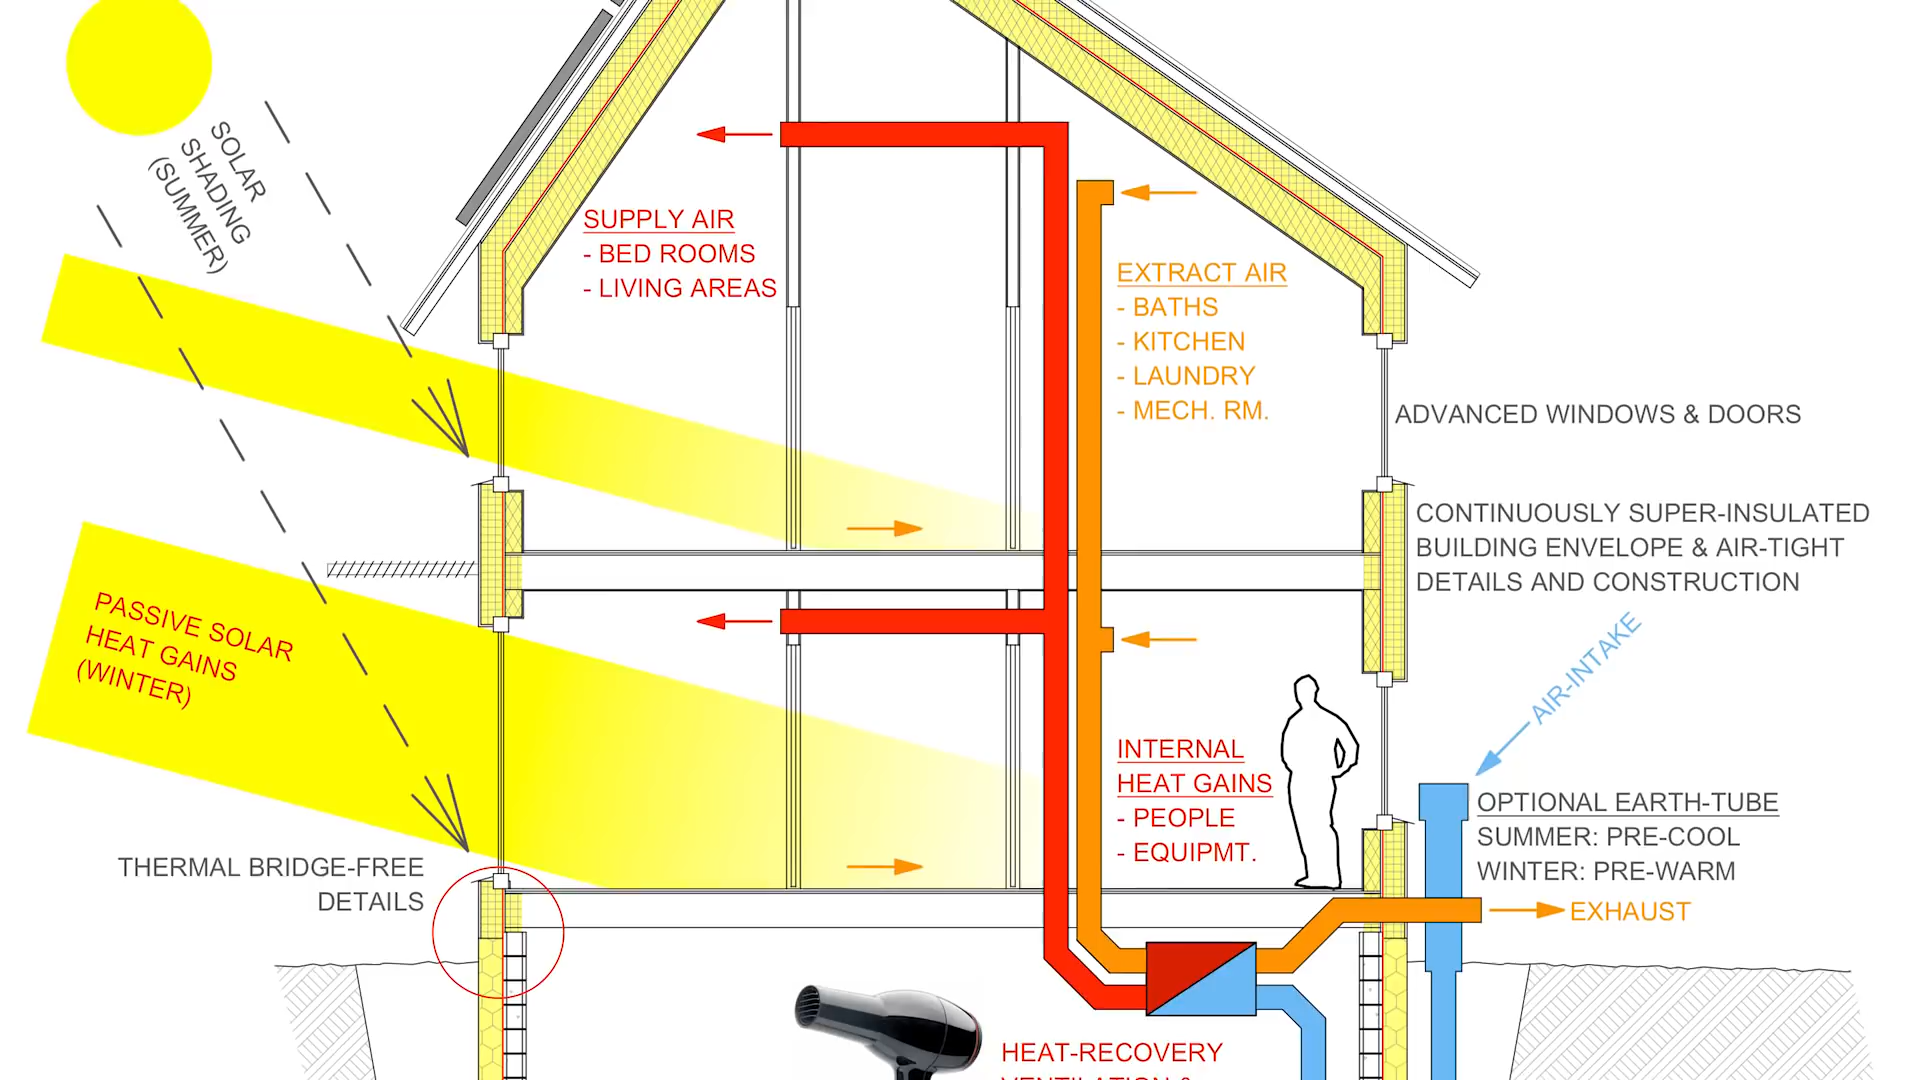 SOLAR
SHADING
(SUMMER)
SUPPLY AIR
- BED ROOMS
- LIVING AREAS
EXTRACT AIR
- BATHS
- KITCHEN
- LAUNDRY
- MECH. RM.
ADVANCED WINDOWS & DOORS
CONTINUOUSLY SUPER-INSULATED
BUILDING ENVELOPE & AIR-TIGHT
DETAILS AND CONSTRUCTION
PASSIVE SOLAR
HEAT GAINS
(WINTER)
AIR-INTAKE
INTERNAL
HEAT GAINS
- PEOPLE
- EQUIPMT.
OPTIONAL EARTH-TUBE
SUMMER: PRE-COOL
WINTER: PRE-WARM
THERMAL BRIDGE-FREE
DETAILS
EXHAUST
HEAT-RECOVERY
VENTILATION &